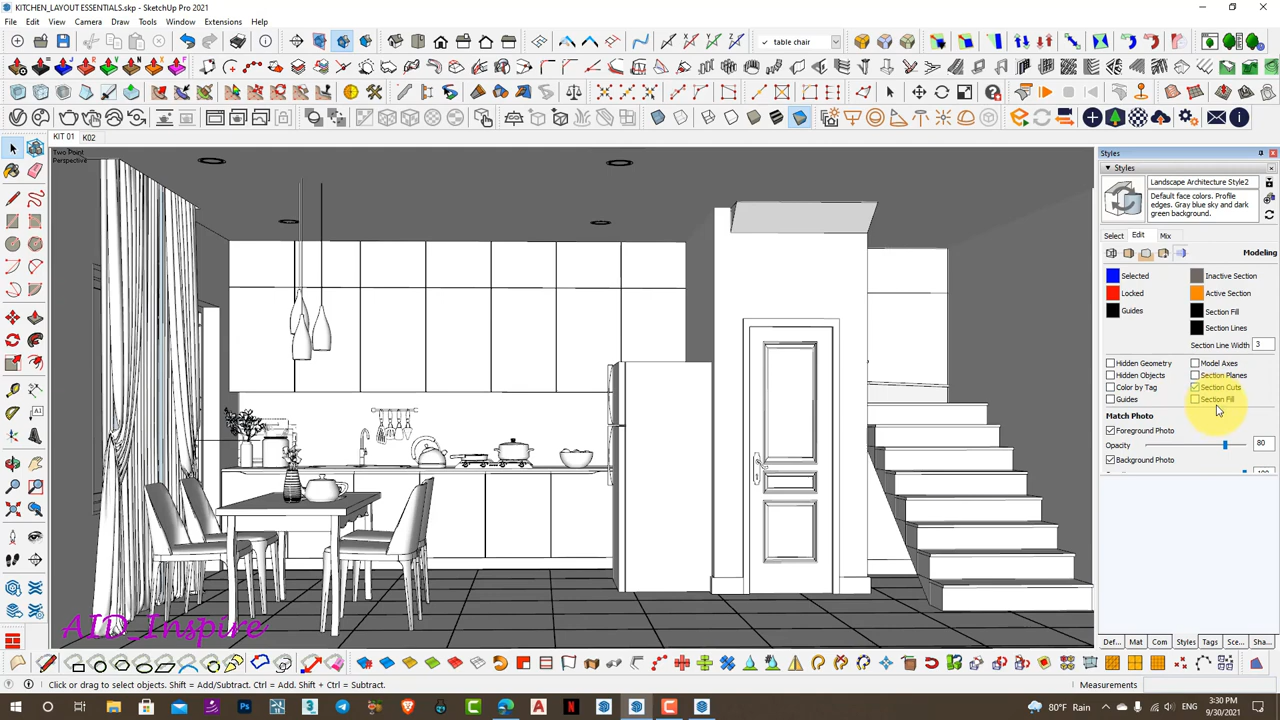 KITCHEN_LAYOUT ESSENTIALS.skp - SketchUp Pro 2021
File Edit View Camera Draw Tools Window Extensions Help
table chair
KIT 01 K02
Two Point
Perspective
Styles
Styles
Landscape Architecture Style2
Default face colors. Profile
edges. Gray blue sky and dark
green background.
Select Edit Mix
Modeling
Selected Inactive Section
Locked Active Section
Guides Section Fill
Section Lines
Section Line Width 3
Hidden Geometry Model Axes
Hidden Objects Section Planes
Color by Tag Section Cuts
Guides Section Fill
Match Photo
Foreground Photo
Opacity 80
Background Photo
AID_Inspire
Def... Mat Com Styles Tags Sce... Sha...
Click or drag to select objects. Shift = Add/Subtract. Ctrl = Add. Shift + Ctrl = Subtract.
Measurements
80°F Rain
3:30 PM
9/30/2021